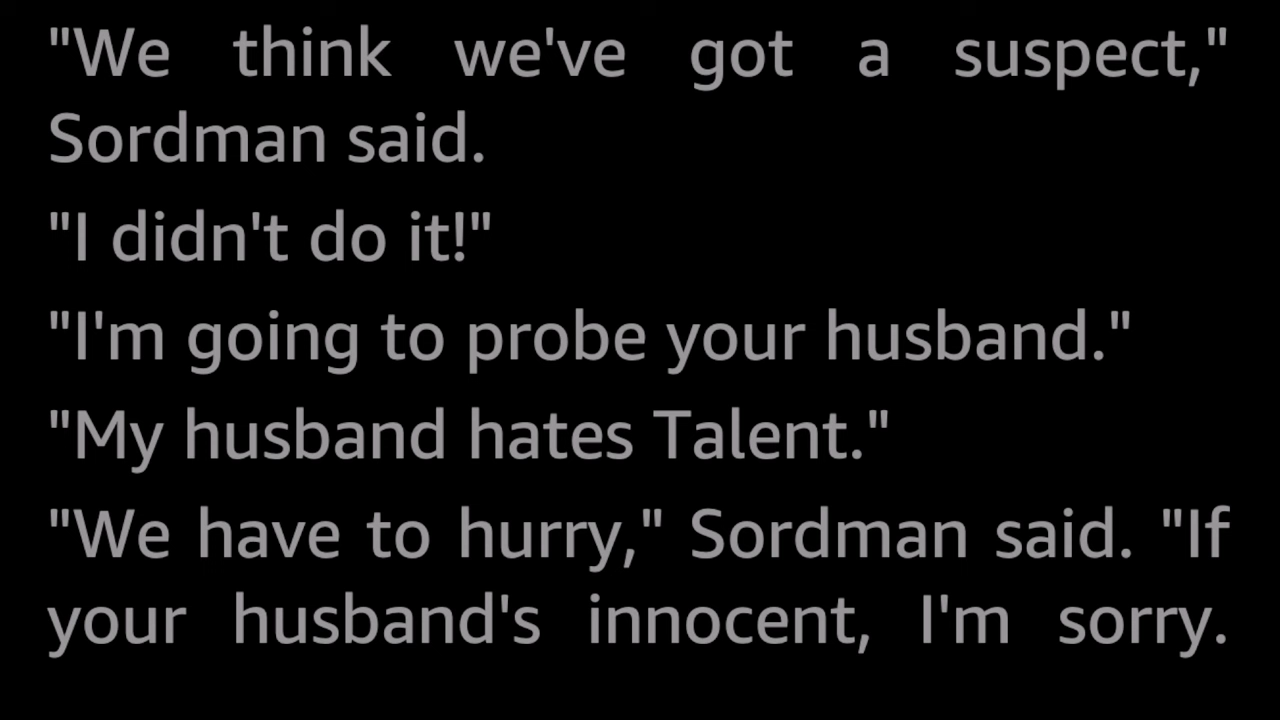 "We think we've got a suspect,"
Sordman said.
"I didn't do it!"
"I'm going to probe your husband."
"My husband hates Talent."
"We have to hurry," Sordman said. "If
your husband's innocent, I'm sorry.